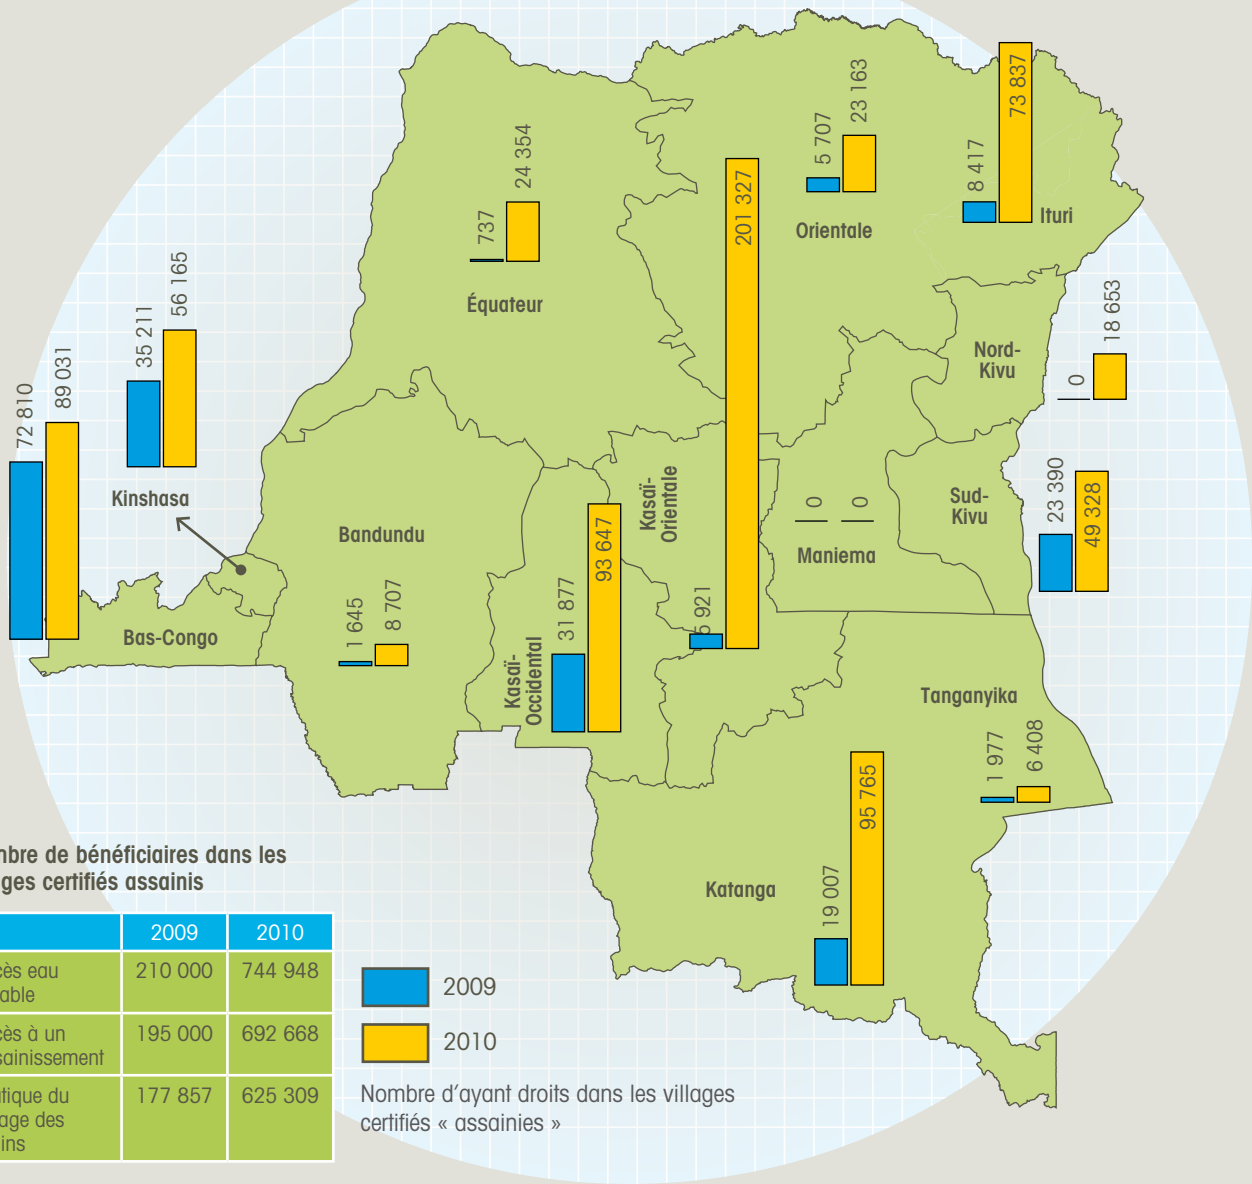 73 837
23 163
5 707
8 417
24 354
737
201 327
Orientale
Ituri
Équateur
56 165
35 211
18 653
0
Nord-
Kivu
89 031
72 810
Kinshasa
Kasaï-
Orientale
23 390
49 328
Sud-
Kivu
0
0
Maniema
Bandundu
93 647
31 877
1 645
8 707
5 921
Bas-Congo
Kasaï-
Occidental
Tanganyika
1 977
6 408
95 765
19 007
Katanga
mbre de bénéficiaires dans les
ges certifiés assainis
2009 2010
cès eau 210 000 744 948
able
cès à un 195 000 692 668
sainissement
tique du 177 857 625 309
age des
ins
2009
2010
Nombre d'ayant droits dans les villages
certifiés « assainies »